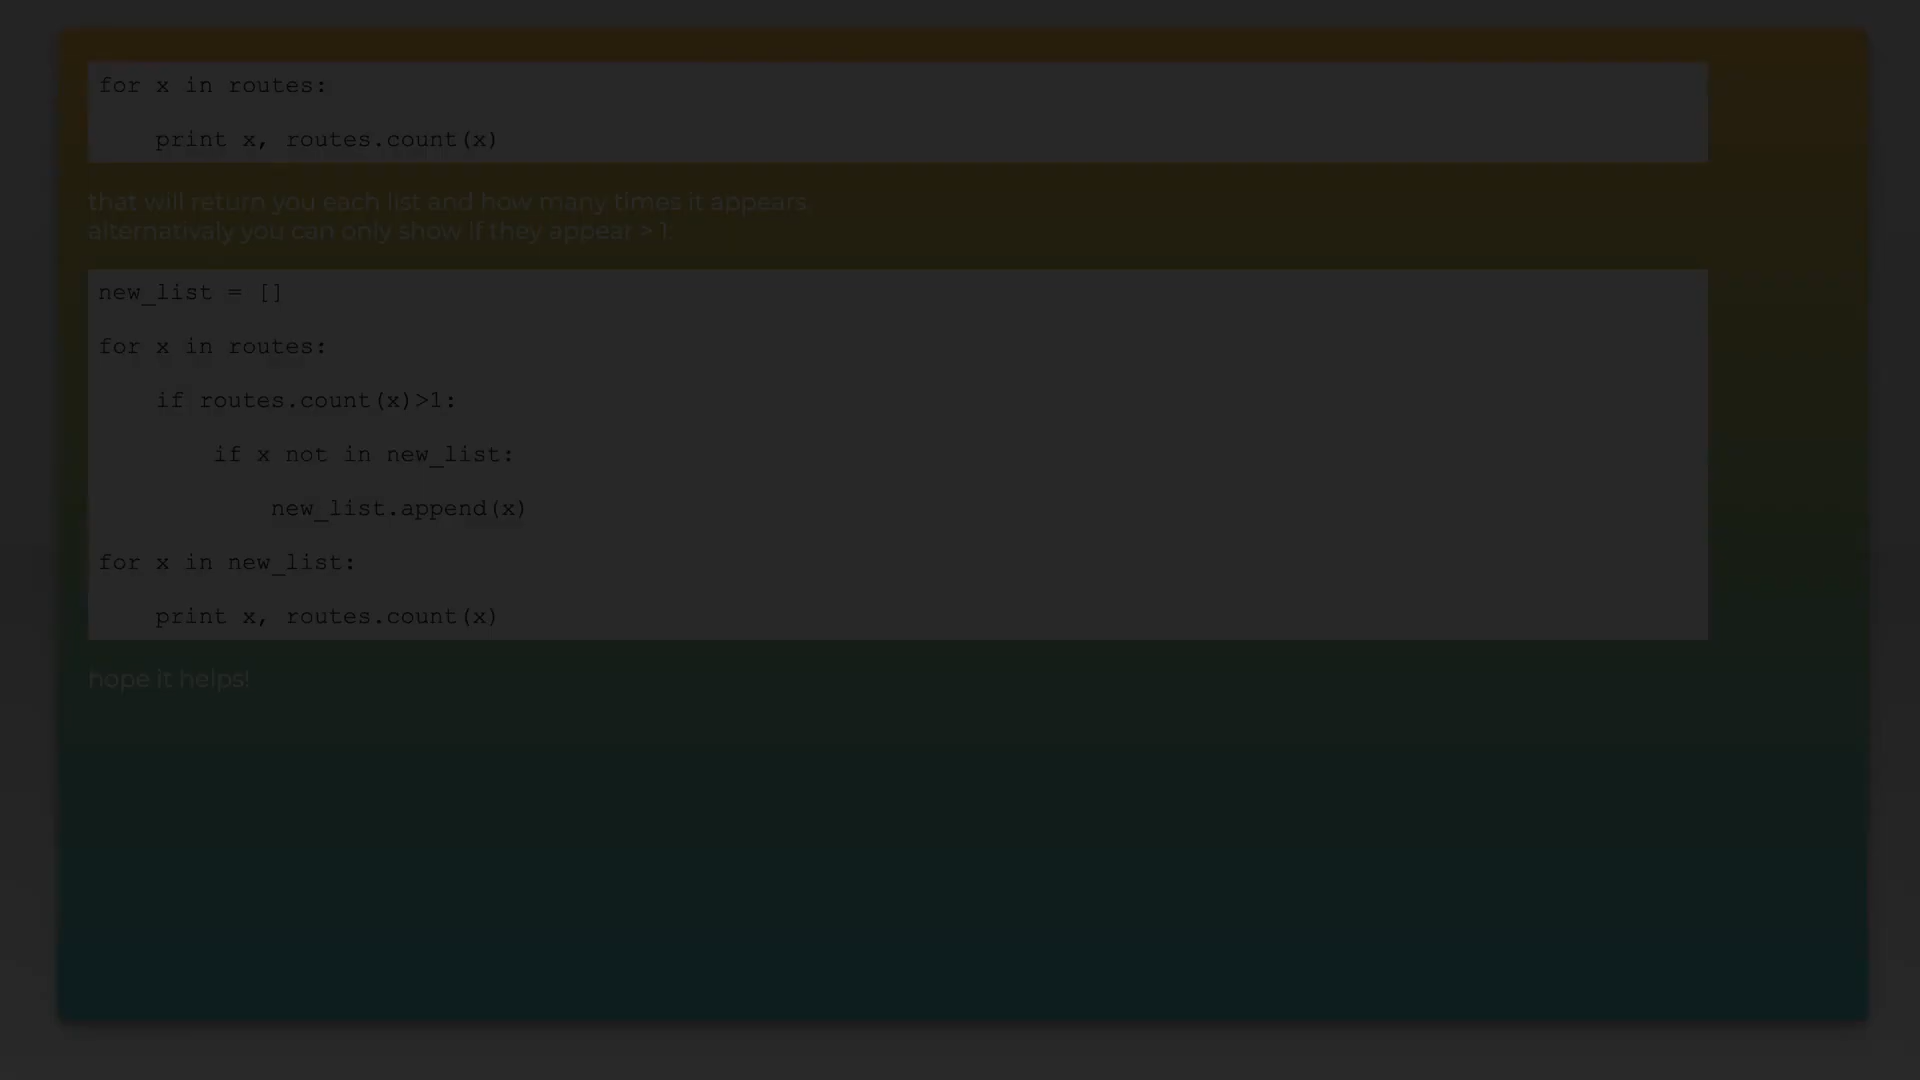 for x in routes:
    print x, routes.count(x)
that will return you each list and how many times it appears.
alternativaly you can only show if they appear > 1:
new_list = []
for x in routes:
    if routes.count(x)>1:
        if x not in new_list:
            new_list.append(x)
for x in new_list:
    print x, routes.count(x)
hope it helps!